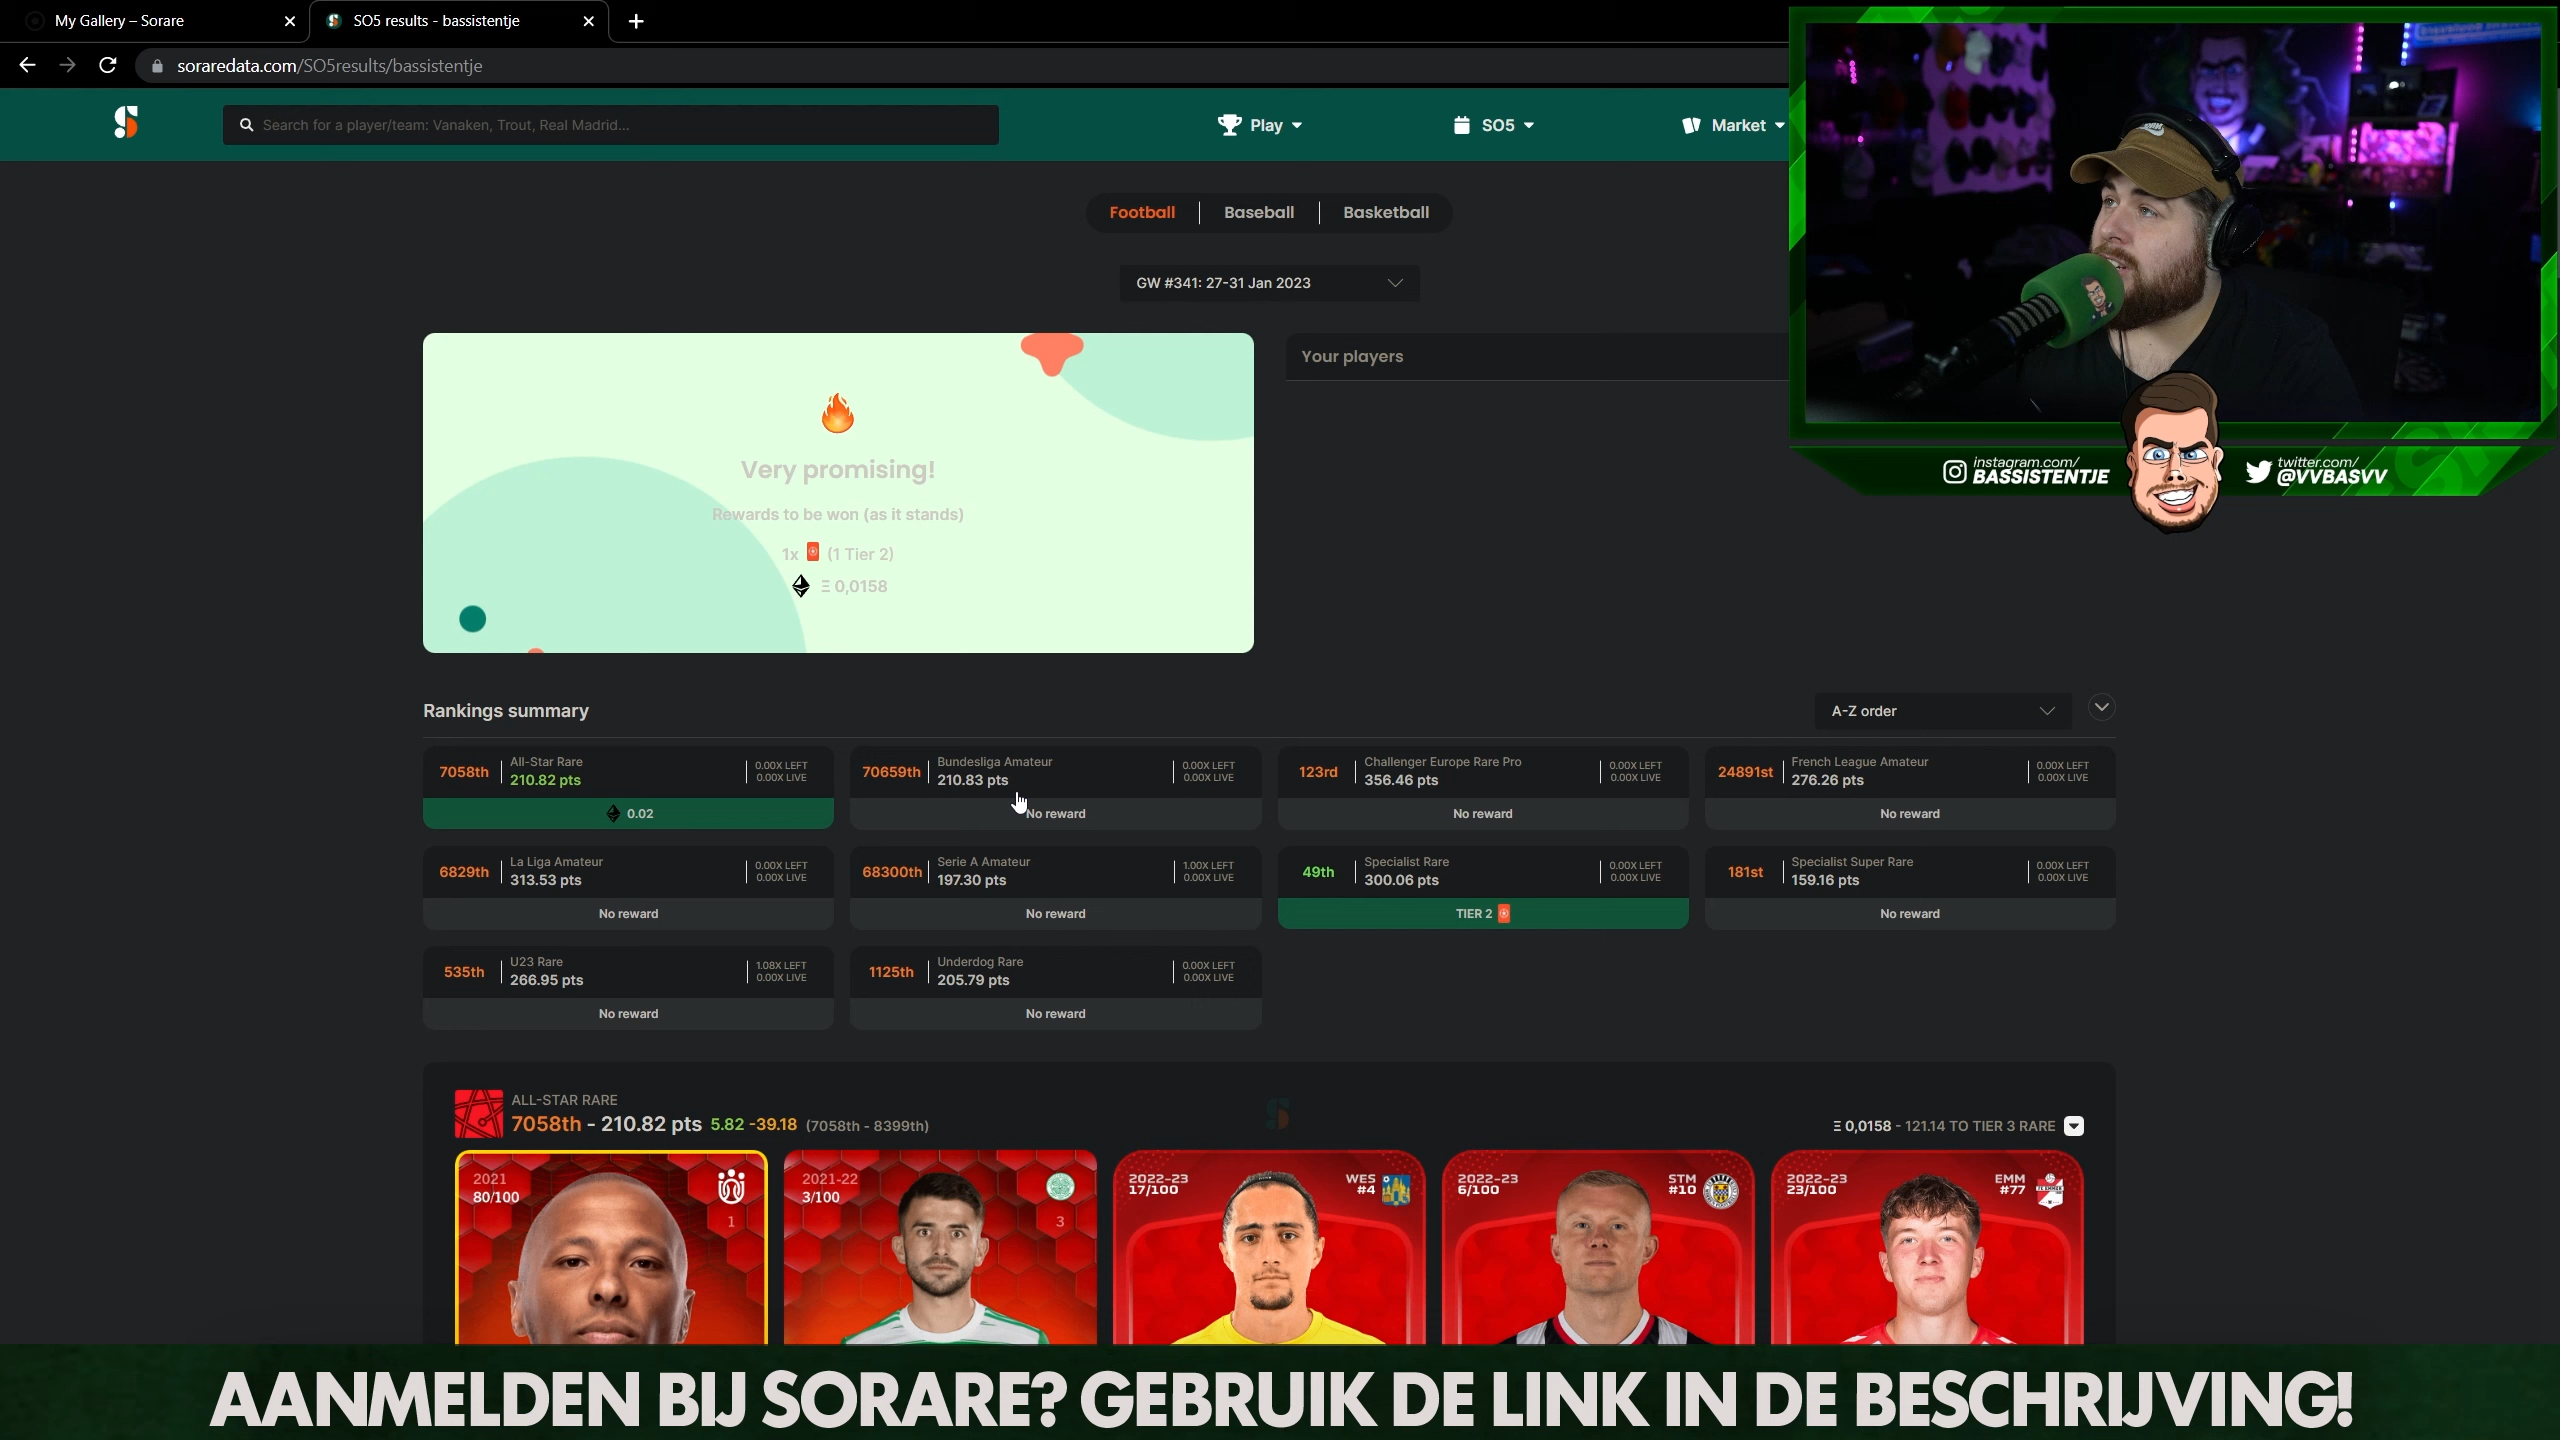 My Gallery – Sorare
SO5 results - bassistentje
soraredata.com/SO5results/bassistentje
Search for a player/team: Vanaken, Trout, Real Madrid...
Play
SO5
Market
Football
Baseball
Basketball
GW #341: 27-31 Jan 2023
Very promising!
Rewards to be won (as it stands)
1x (1 Tier 2)
Ξ 0,0158
Your players
instagram.com/
BASSISTENTJE
twitter.com/
@VVBASVV
Rankings summary
A-Z order
7058th
All-Star Rare
210.82 pts
0.00X LEFT
0.00X LIVE
0.02
70659th
Bundesliga Amateur
210.83 pts
0.00X LEFT
0.00X LIVE
No reward
123rd
Challenger Europe Rare Pro
356.46 pts
0.00X LEFT
0.00X LIVE
No reward
24891st
French League Amateur
276.26 pts
0.00X LEFT
0.00X LIVE
No reward
6829th
La Liga Amateur
313.53 pts
0.00X LEFT
0.00X LIVE
No reward
68300th
Serie A Amateur
197.30 pts
1.00X LEFT
0.00X LIVE
No reward
49th
Specialist Rare
300.06 pts
0.00X LEFT
0.00X LIVE
TIER 2
181st
Specialist Super Rare
159.16 pts
0.00X LEFT
0.00X LIVE
No reward
535th
U23 Rare
266.95 pts
1.08X LEFT
0.00X LIVE
No reward
1125th
Underdog Rare
205.79 pts
0.00X LEFT
0.00X LIVE
No reward
ALL-STAR RARE
7058th - 210.82 pts 5.82 -39.18 (7058th - 8399th)
Ξ 0,0158 - 121.14 TO TIER 3 RARE
2021
80/100
1
2021-22
3/100
3
2022-23
17/100
WES
#4
2022-23
6/100
STM
#10
2022-23
23/100
EMM
#77
AANMELDEN BIJ SORARE? GEBRUIK DE LINK IN DE BESCHRIJVING!